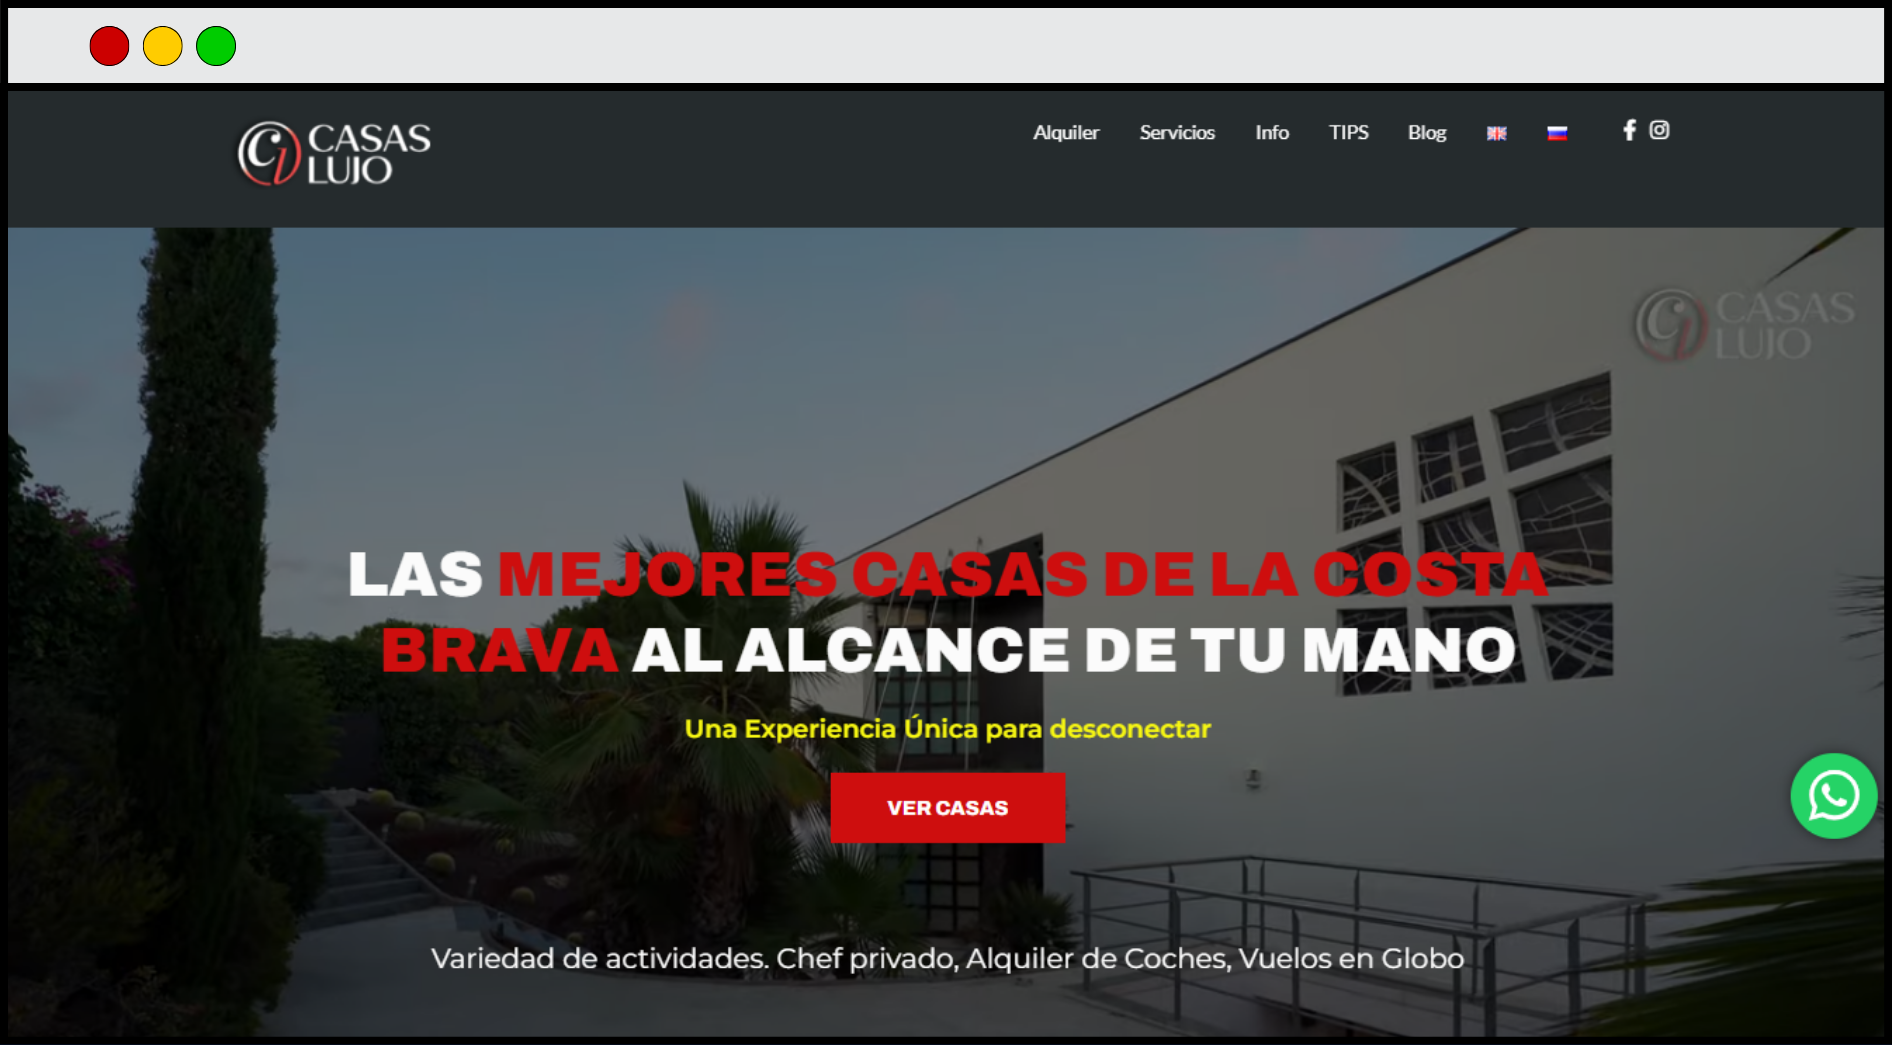 CASAS
LUJO
Alquiler Servicios Info TIPS Blog
CASAS
LUJO
LAS MEJORES CASAS DE LA COSTA
BRAVA AL ALCANCE DE TU MANO
Una Experiencia Única para desconectar
VER CASAS
Variedad de actividades. Chef privado, Alquiler de Coches, Vuelos en Globo